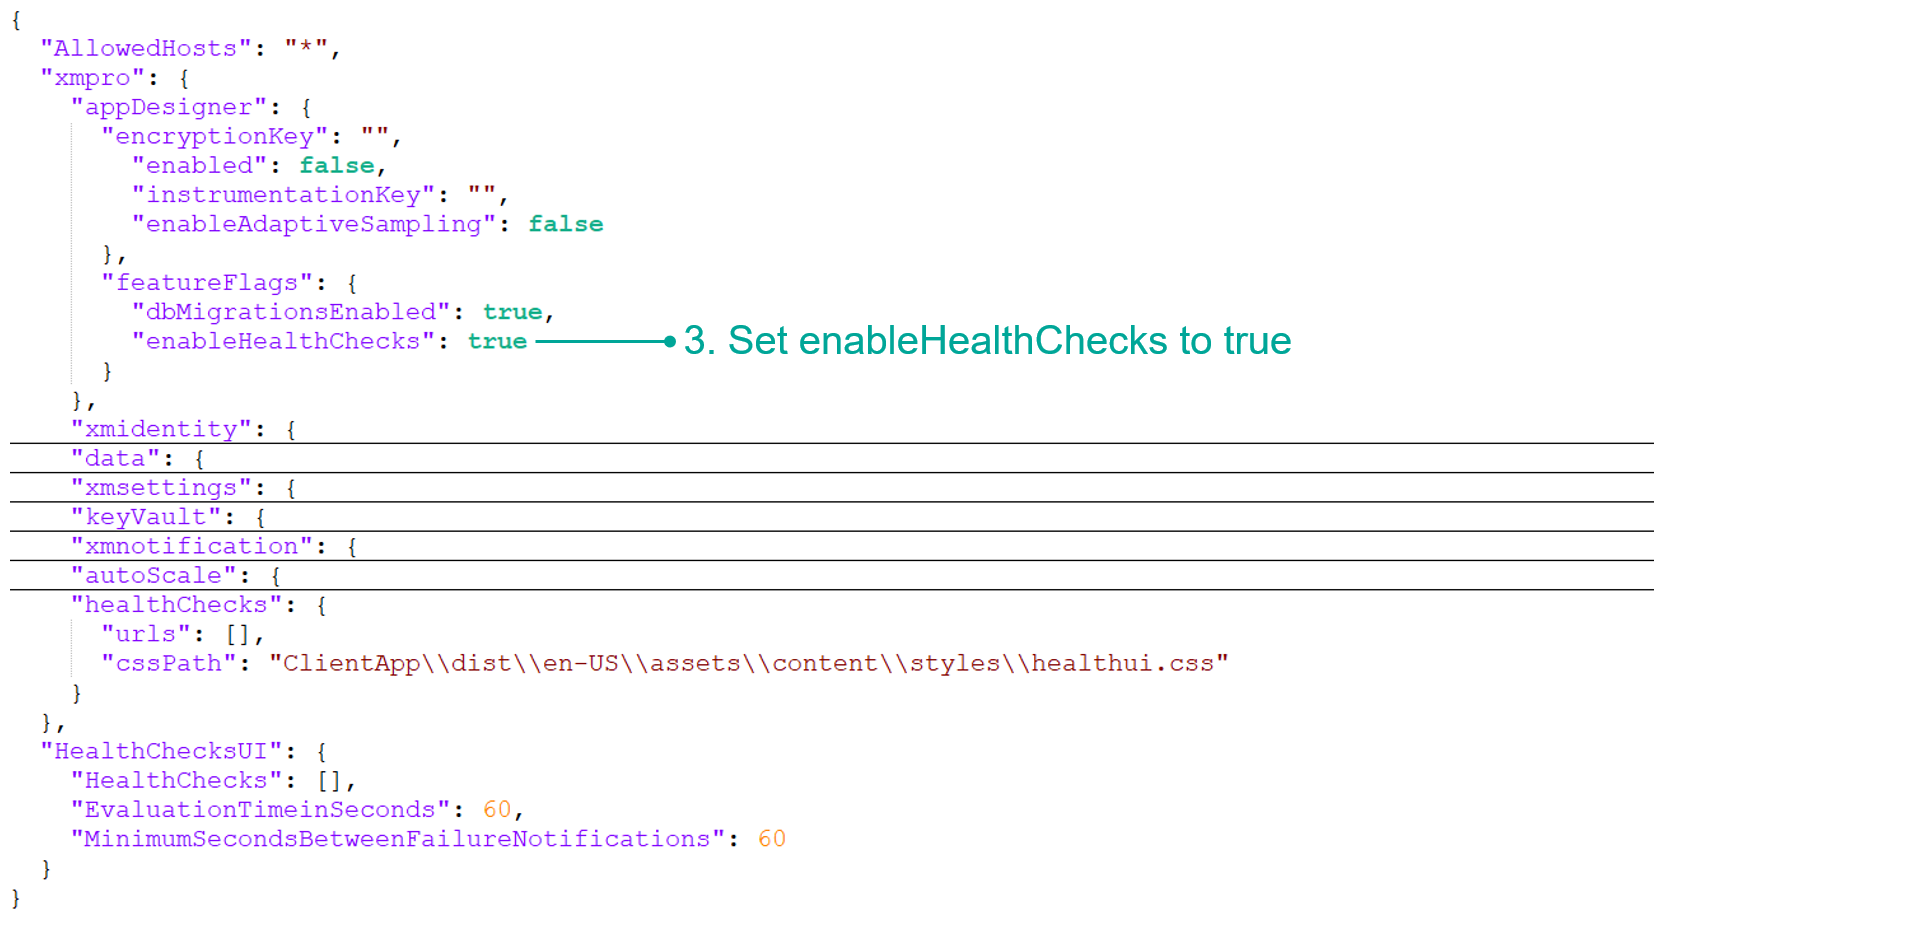 {
  "AllowedHosts": "*",
  "xmpro": {
    "appDesigner": {
      "encryptionKey": "",
        "enabled": false,
        "instrumentationKey": "",
        "enableAdaptiveSampling": false
      },
      "featureFlags": {
        "dbMigrationsEnabled": true,
        "enableHealthChecks": true 3. Set enableHealthChecks to true
      }
    },
    "xmidentity": {
    "data": {
    "xmsettings": {
    "keyVault": {
    "xmnotification": {
    "autoScale": {
    "healthChecks": {
      "urls": [],
      "cssPath": "ClientApp\\dist\\en-US\\assets\\content\\styles\\healthui.css"
    }
  },
  "HealthChecksUI": {
    "HealthChecks": [],
    "EvaluationTimeinSeconds": 60,
    "MinimumSecondsBetweenFailureNotifications": 60
  }
}